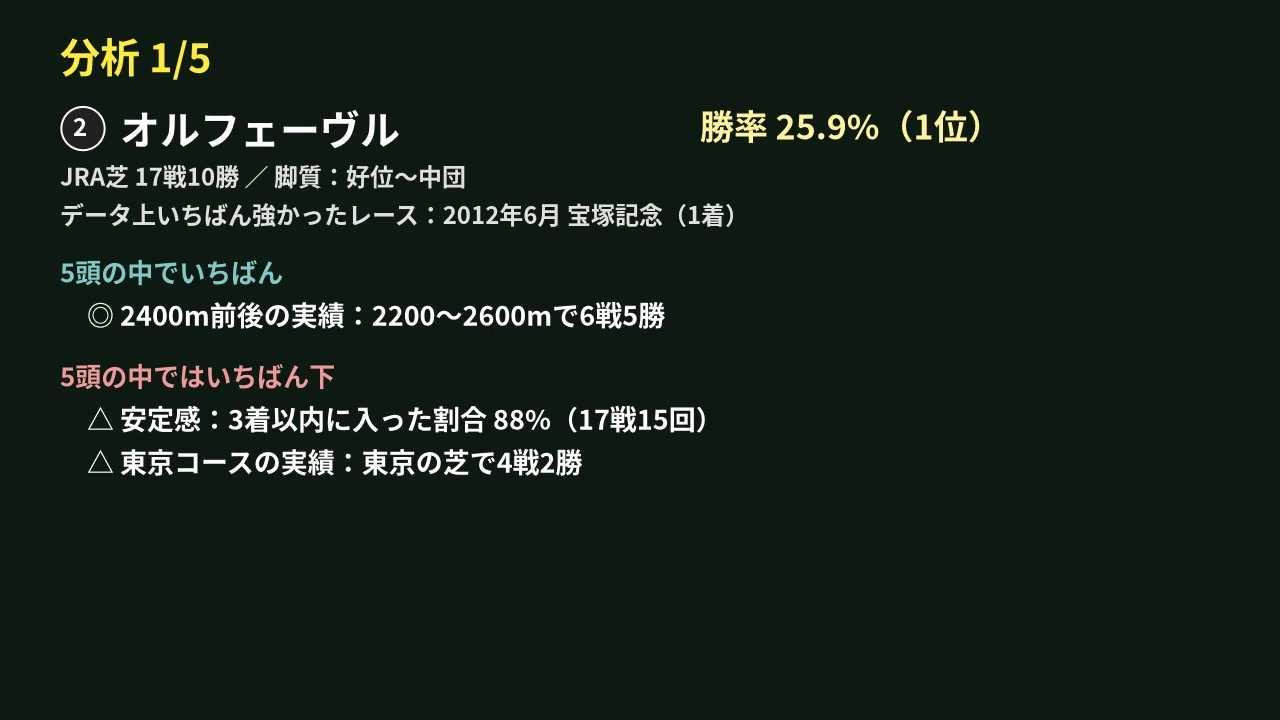 分析 1/5
2 オルフェーヴル 勝率 25.9%（1位）
JRA芝 17戦10勝 ／ 脚質：好位～中団
データ上いちばん強かったレース：2012年6月 宝塚記念（1着）
5頭の中でいちばん
◎ 2400m前後の実績：2200～2600mで6戦5勝
5頭の中ではいちばん下
△ 安定感：3着以内に入った割合 88%（17戦15回）
△ 東京コースの実績：東京の芝で4戦2勝